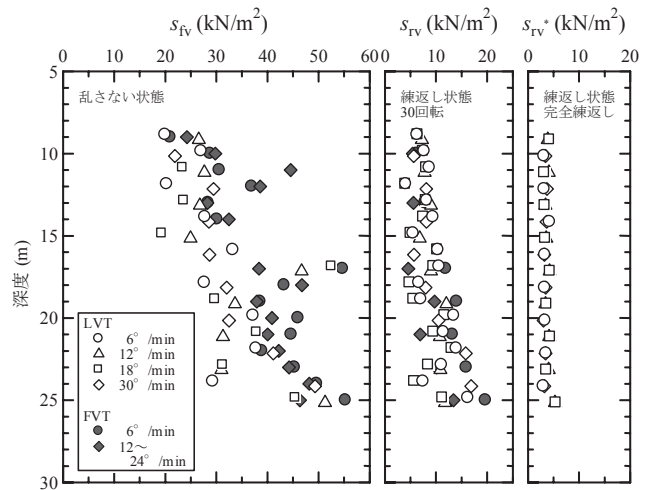 s_fv (kN/m²)
s_rv (kN/m²)
s_rv* (kN/m²)
0 10 20 30 40 50 60
0 10 20
0 10 20
5
10
15
20
25
30
深度 (m)
乱さない状態
練返し状態
30回転
練返し状態
完全練返し
LVT
6° /min
12° /min
18° /min
30° /min
FVT
6° /min
12〜
24° /min